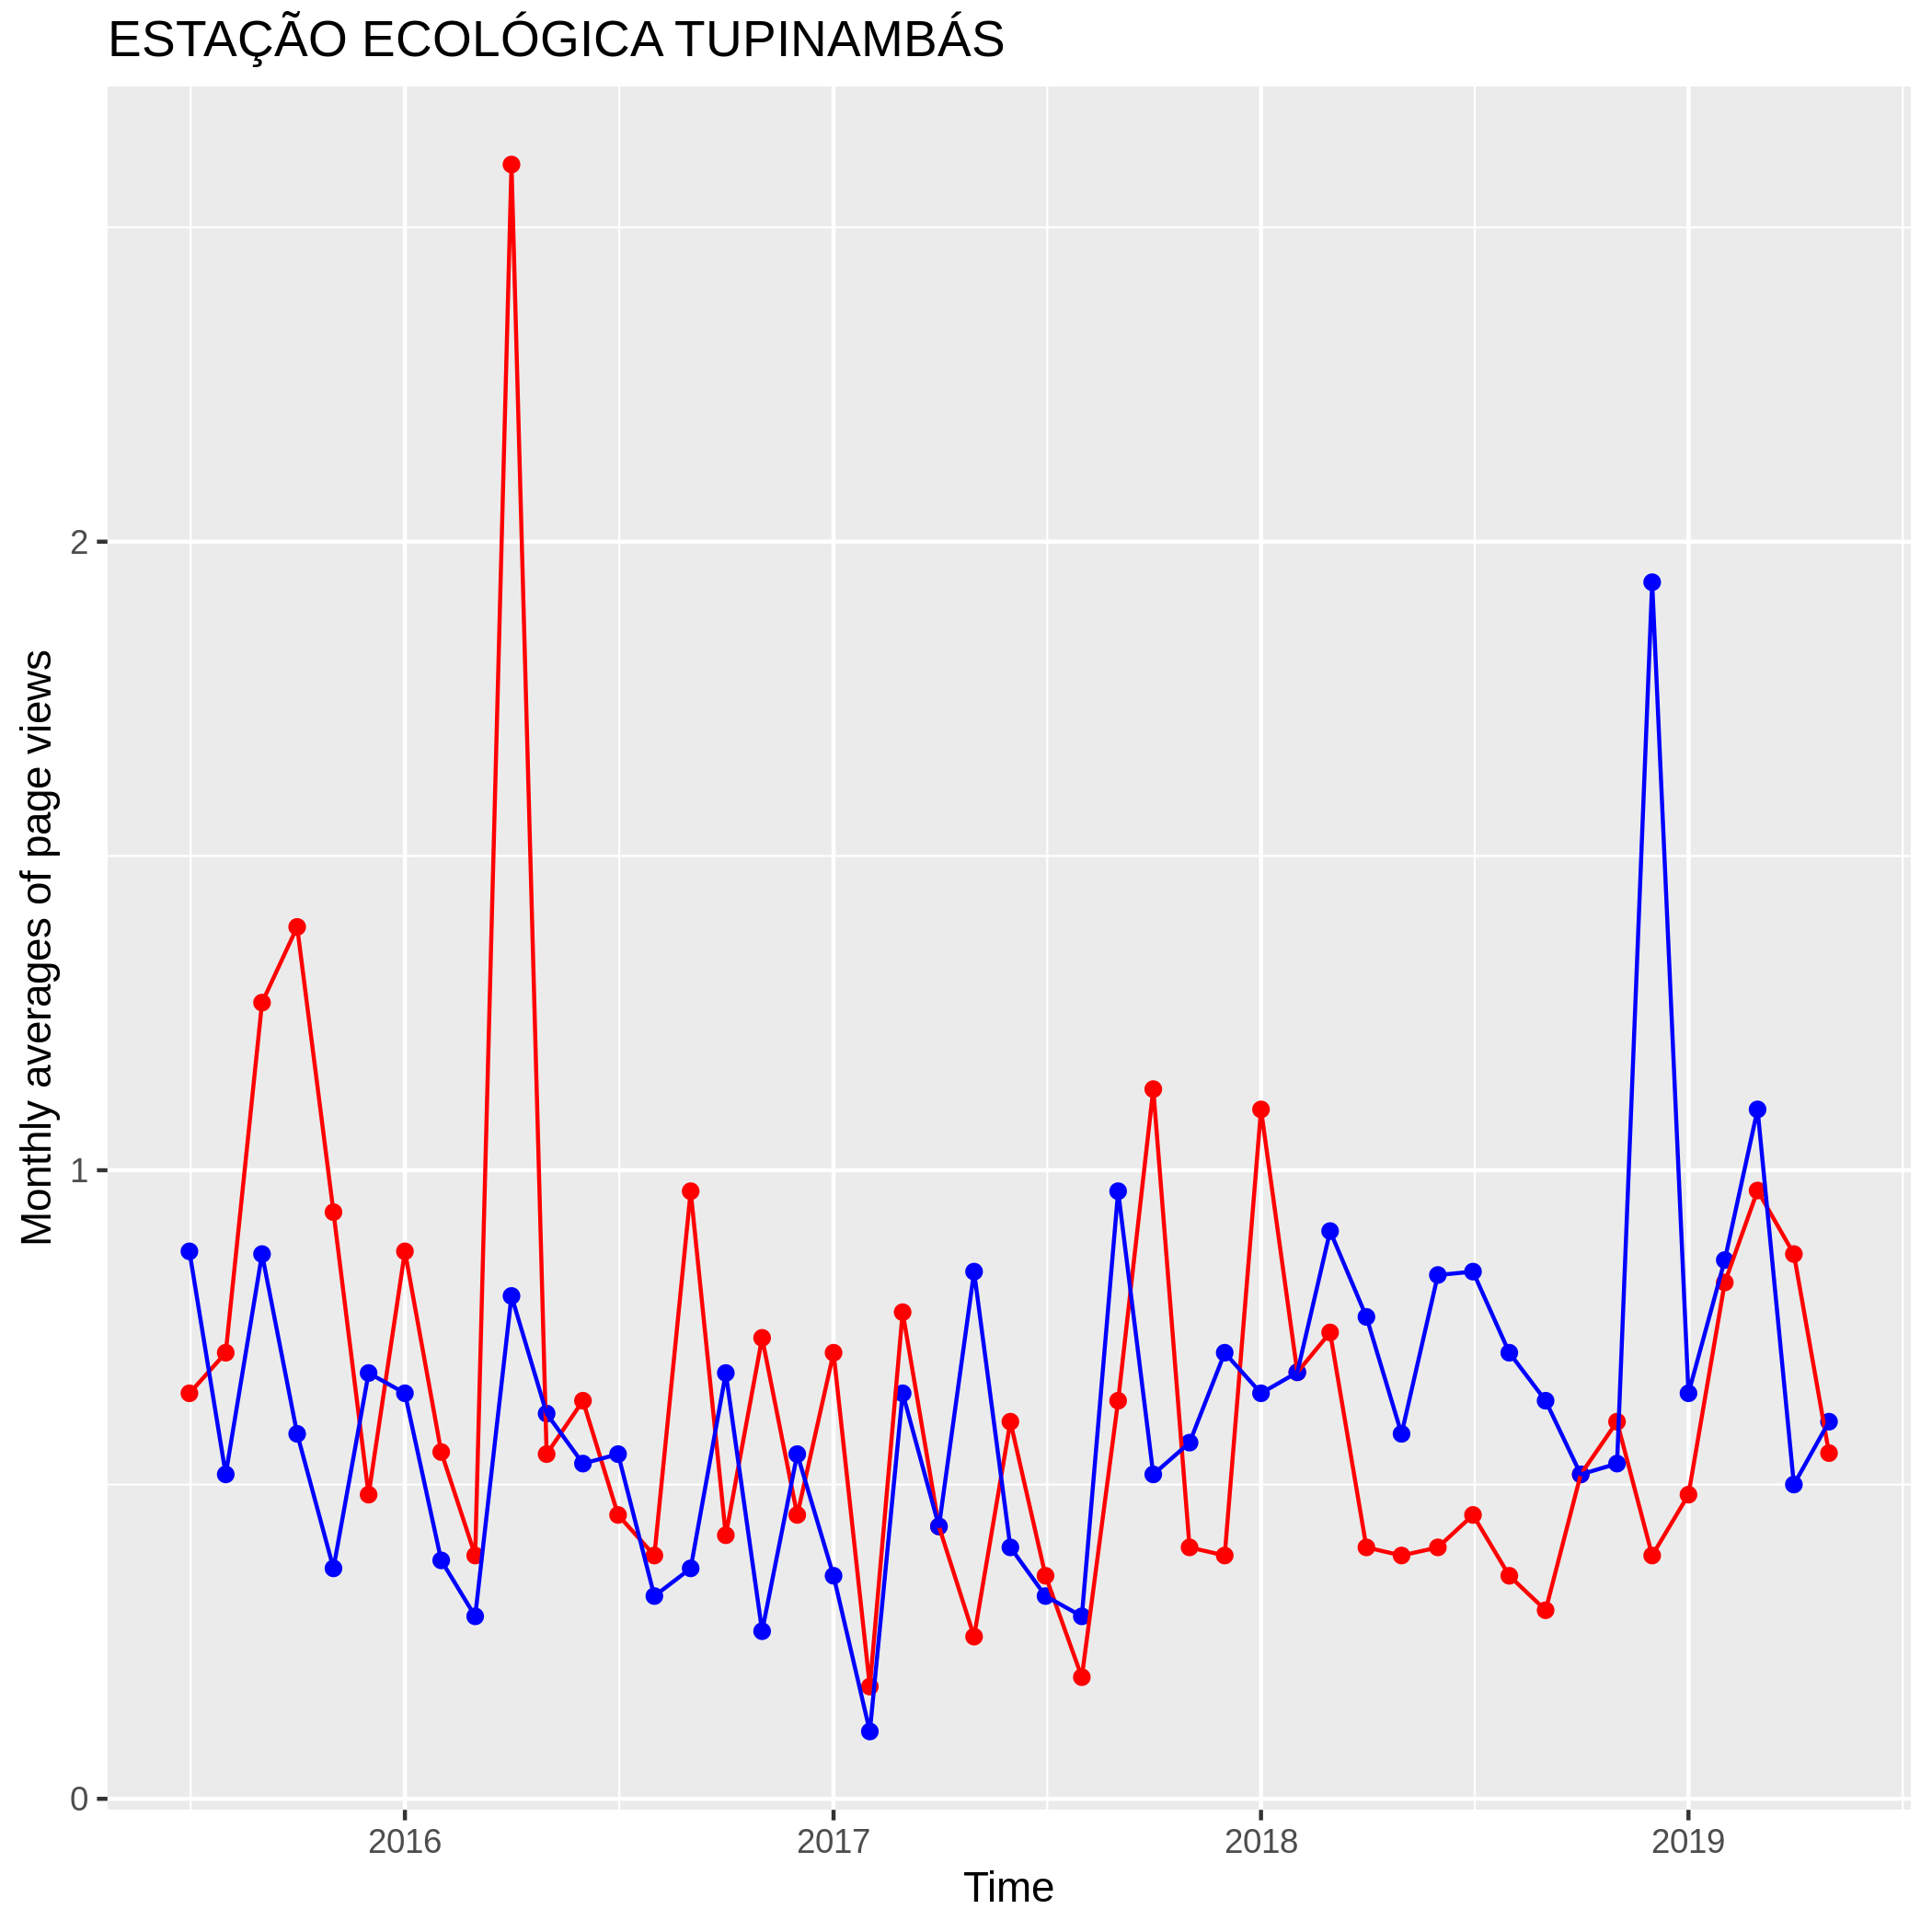 ESTAÇÃO ECOLÓGICA TUPINAMBÁS
Monthly averages of page views
2
1
0
2016
2017
2018
2019
Time